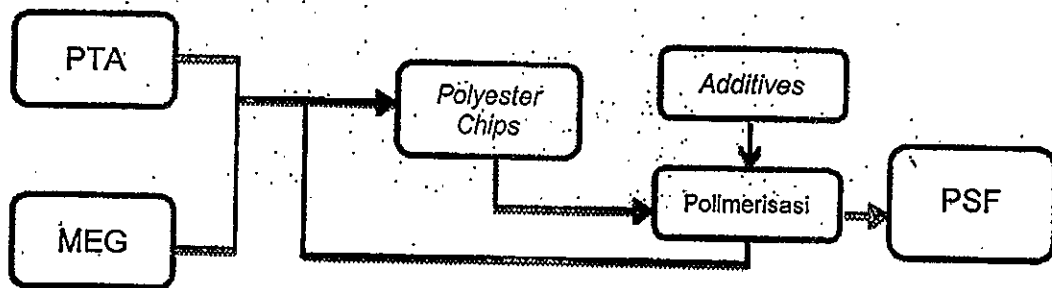 PTA
MEG
Polyester
Chips
Additives
Polimerisasi
PSF